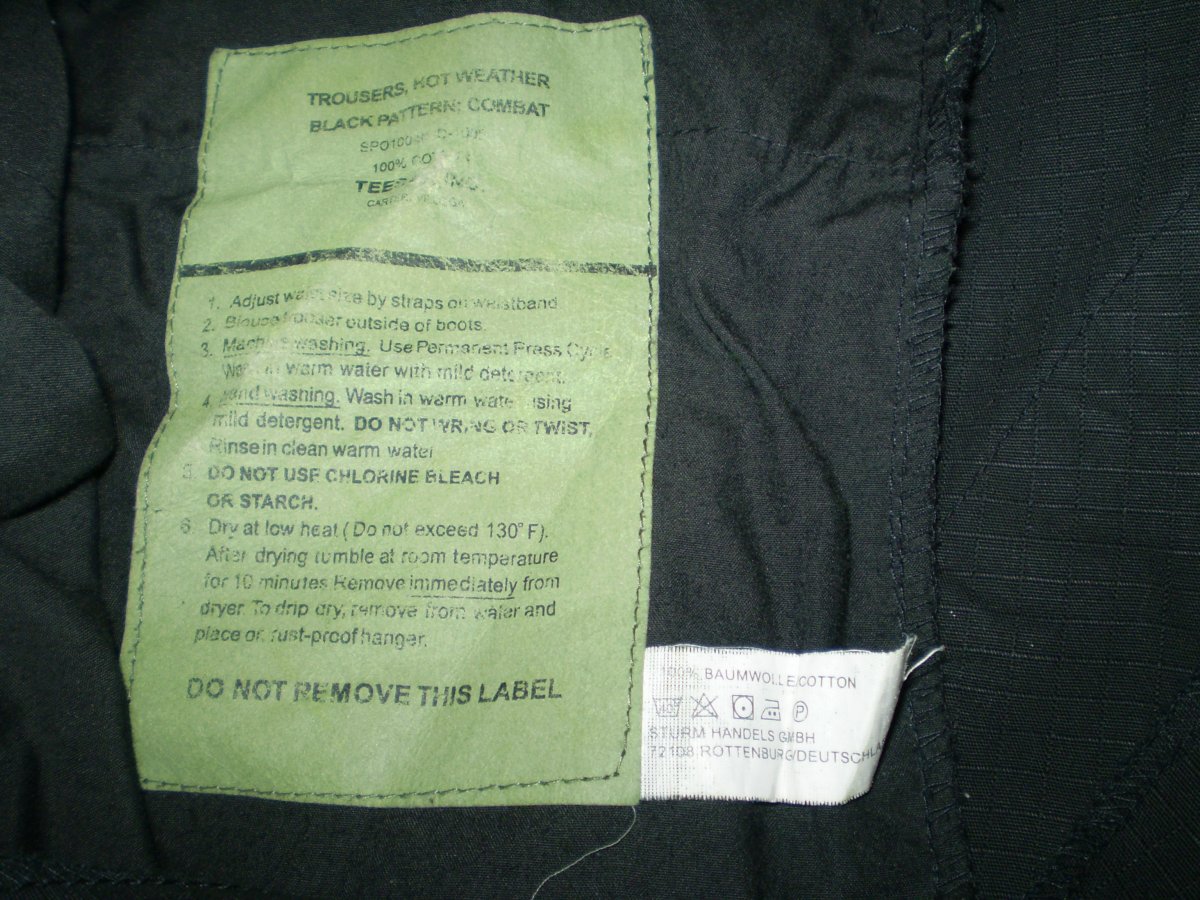 TROUSERS, HOT WEATHER
BLACK PATTERN: COMBAT
100%
INC.
1. Adjust waist size by straps on waistband
2. Blouse trouser outside of boots.
3. Machine washing. Use Permanent Press Cycle
Wash in warm water with mild detergent.
4. Hand washing. Wash in warm water using
mild detergent. DO NOT WRING OR TWIST,
Rinse in clean warm water
5. DO NOT USE CHLORINE BLEACH
OR STARCH.
6. Dry at low heat (Do not exceed 130°F).
After drying tumble at room temperature
for 10 minutes Remove immediately from
dryer. To drip dry, remove from water and
place on rust-proof hanger.
DO NOT REMOVE THIS LABEL
100% BAUMWOLLE/COTTON
P
STURM HANDELS GMBH
72108 ROTTENBURG/DEUTSCHLA